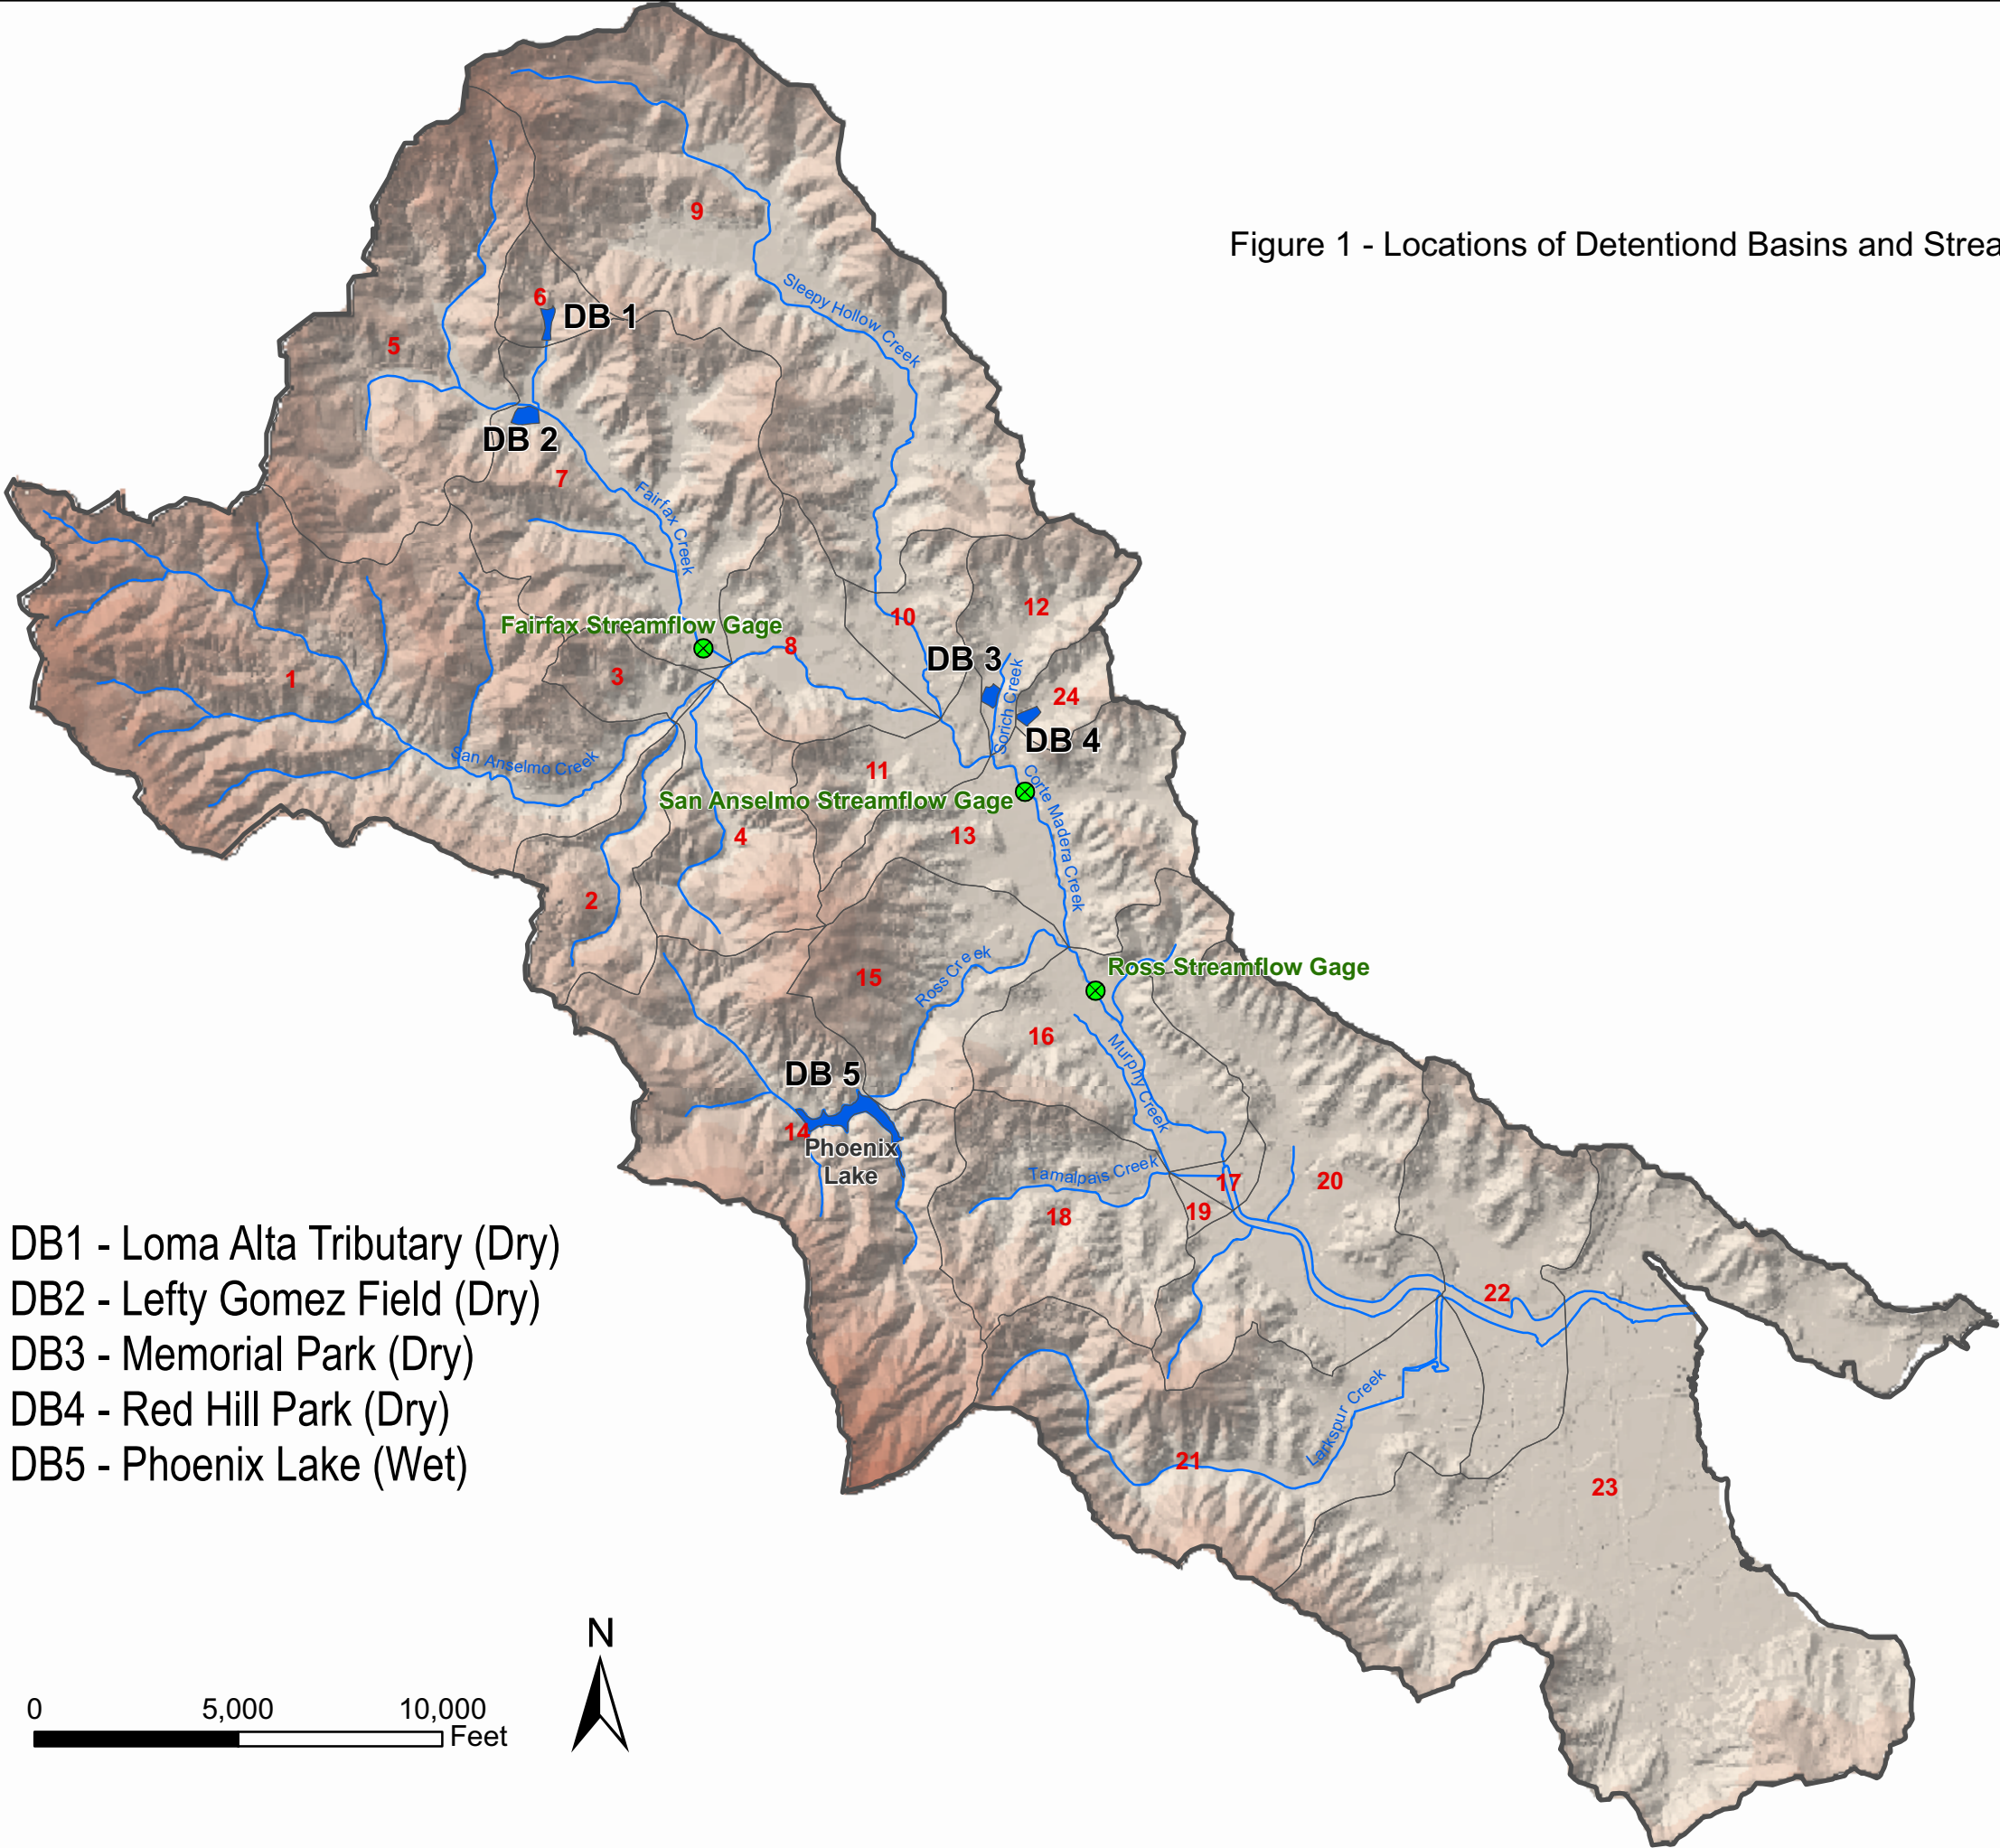 Figure 1 - Locations of Detentiond Basins and Strea
9
Sleepy Hollow Creek
6
DB 1
5
DB 2
7
Fairfax Creek
Fairfax Streamflow Gage
8
10
12
DB 3
Sorich Creek
24
DB 4
1
3
San Anselmo Creek
11
San Anselmo Streamflow Gage
Corte Madera Creek
13
4
2
15
Ross Creek
Ross Streamflow Gage
16
Murphy Creek
DB 5
14
Phoenix
Lake
Tamalpais Creek
17
20
18
19
22
Larkspur Creek
21
23
DB1 - Loma Alta Tributary (Dry)
DB2 - Lefty Gomez Field (Dry)
DB3 - Memorial Park (Dry)
DB4 - Red Hill Park (Dry)
DB5 - Phoenix Lake (Wet)
N
0 5,000 10,000
Feet